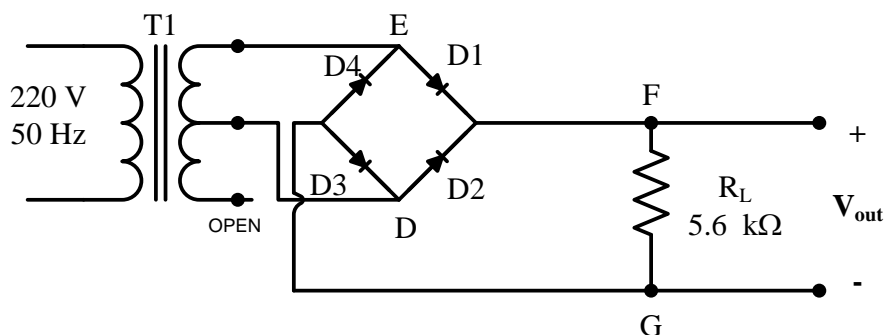 T1
E
D4
D1
220 V
50 Hz
F
+
D3
D2
R_L
5.6 kΩ
V_out
OPEN
D
-
G